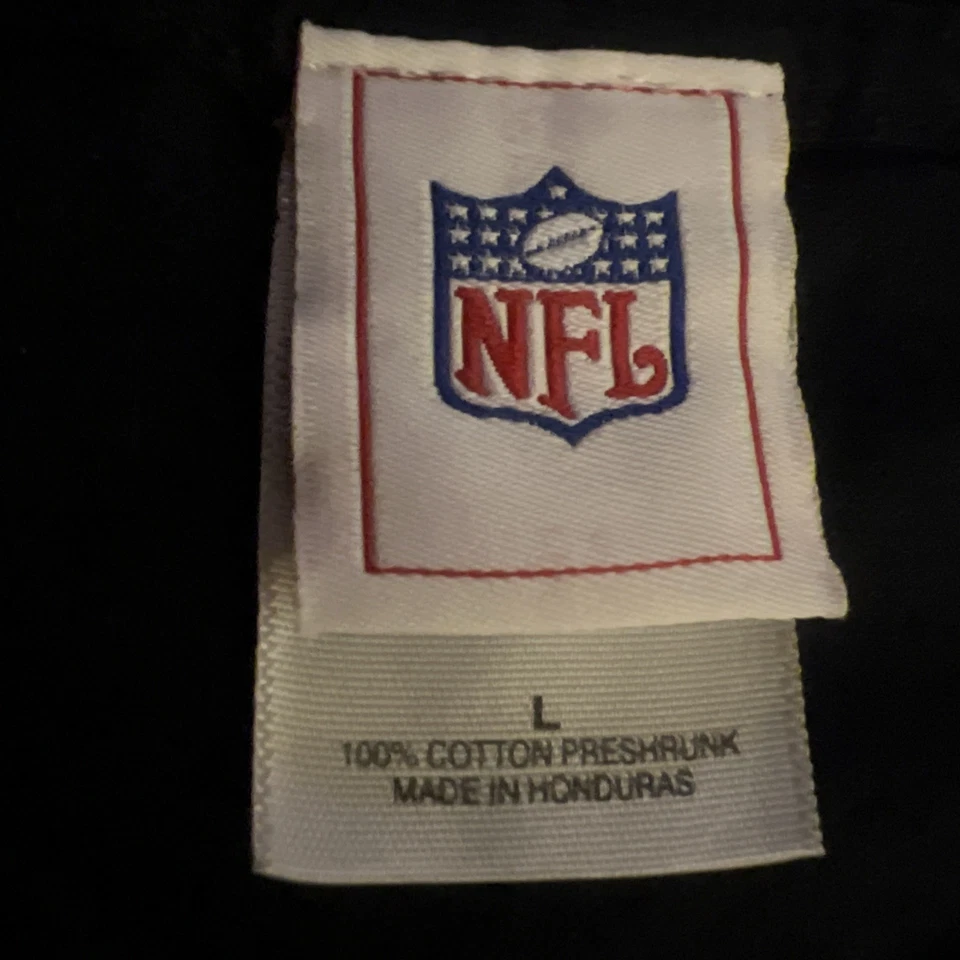 NFL
L
100% COTTON PRESHRUNK
MADE IN HONDURAS